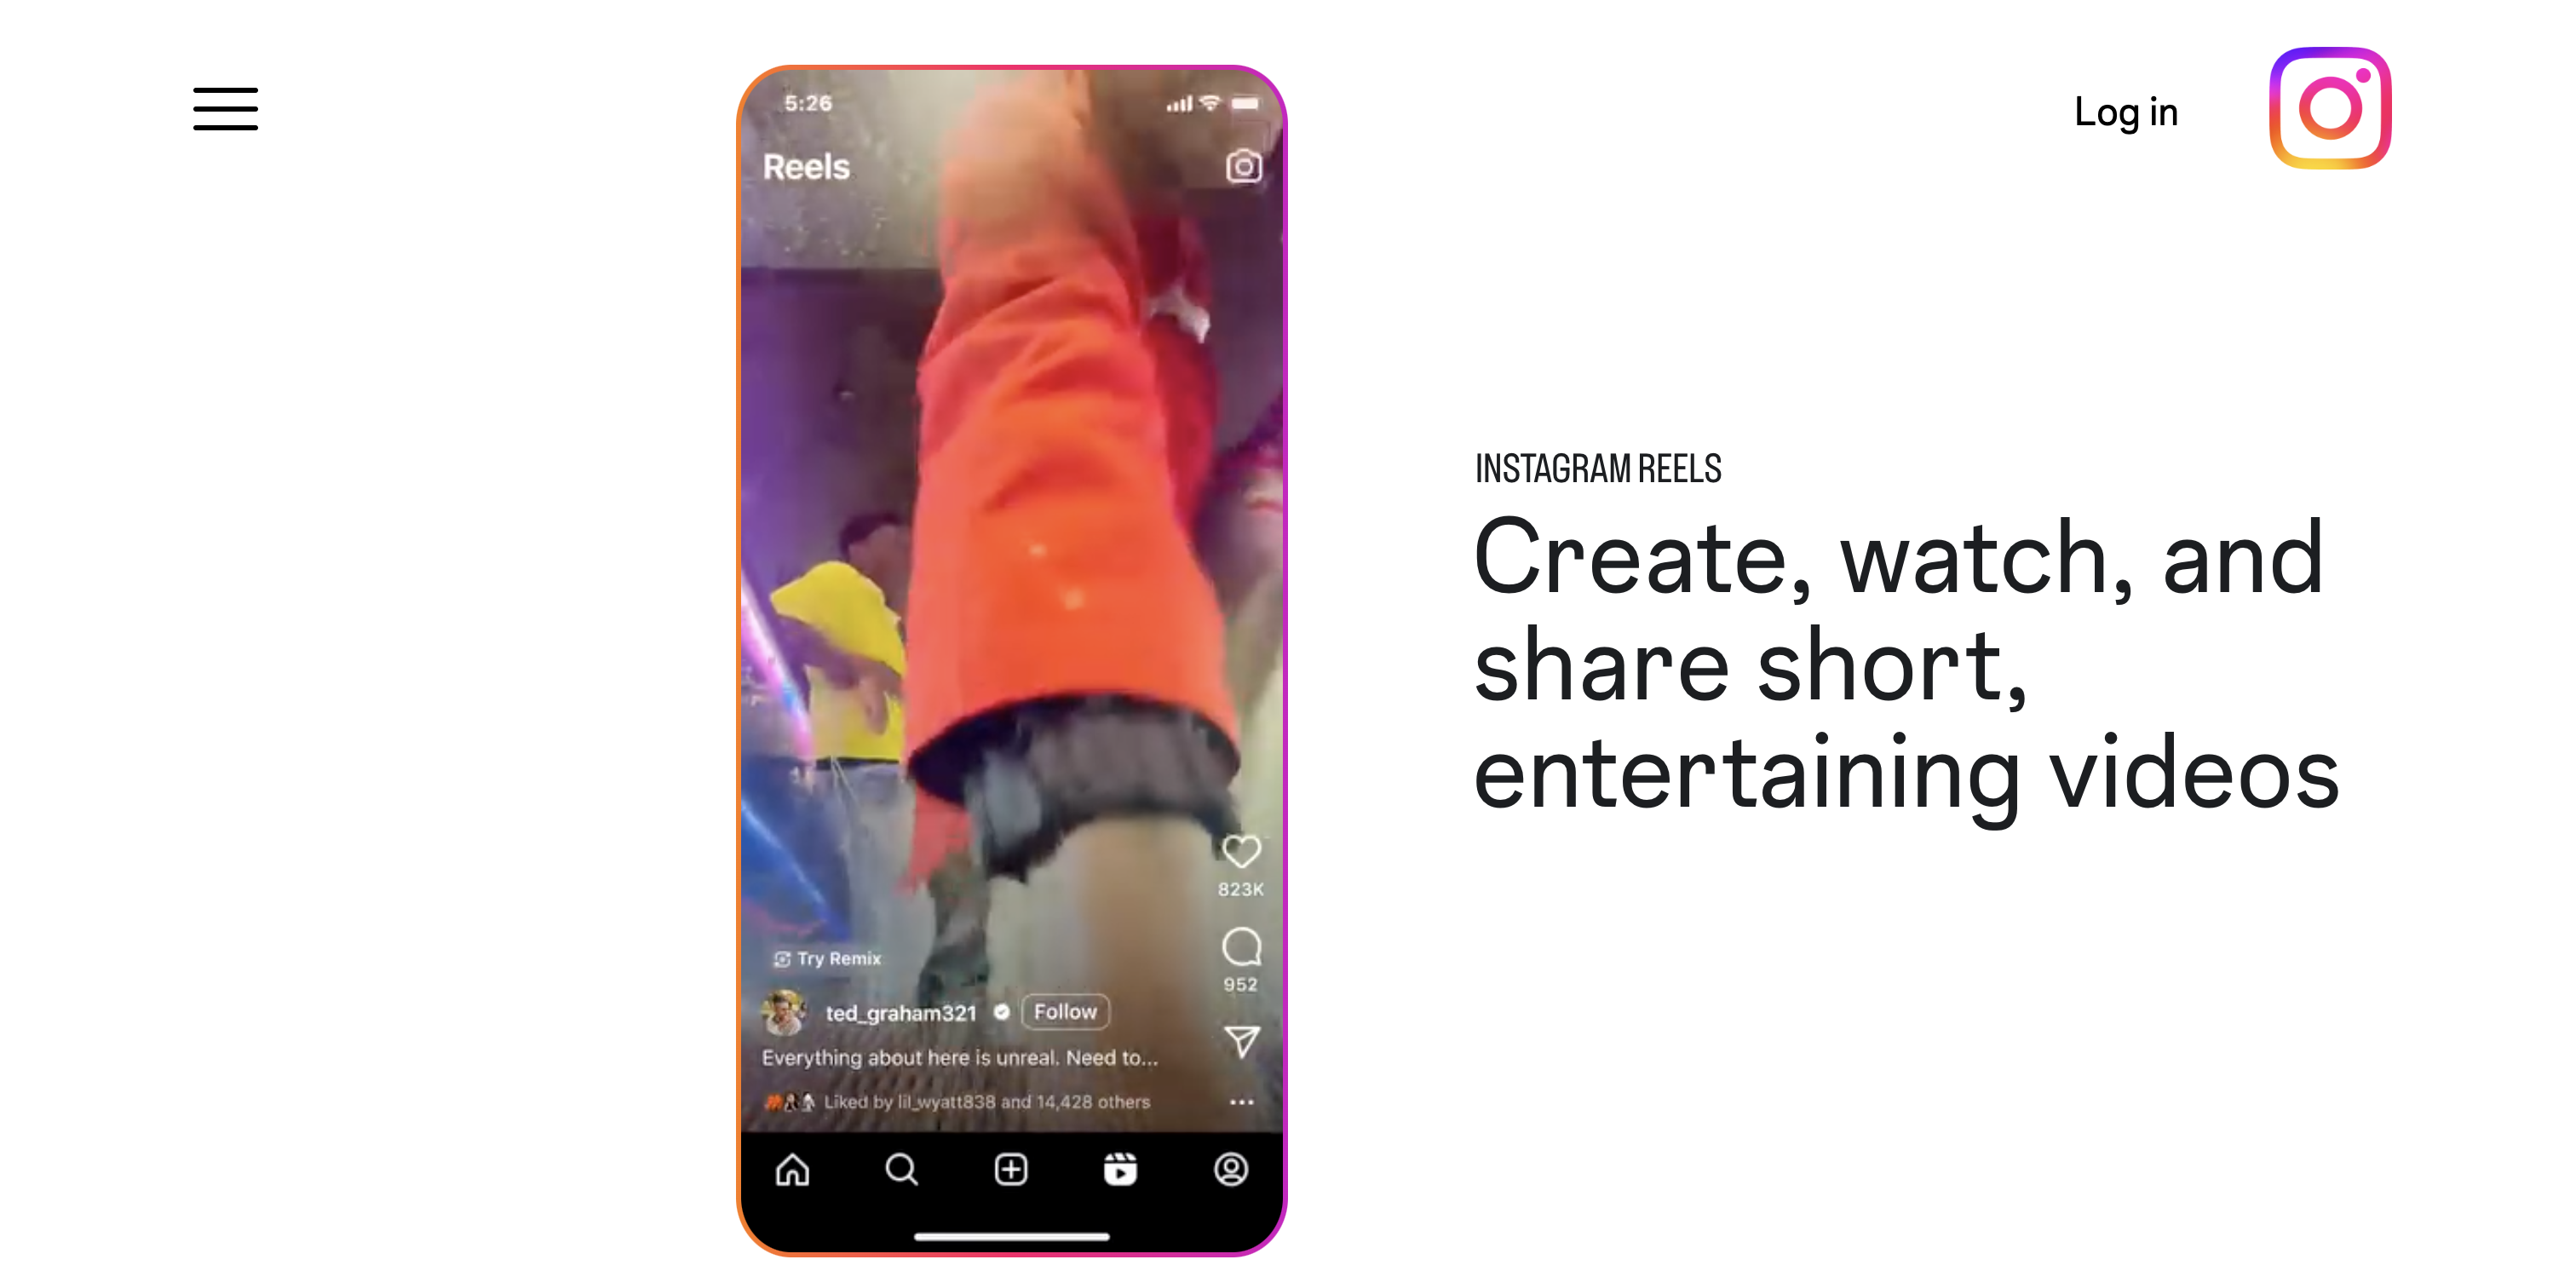 Log in
5:26
Reels
INSTAGRAM REELS
Create, watch, and
share short,
entertaining videos
823K
952
Try Remix
ted_graham321
Follow
Everything about here is unreal. Need to...
Liked by lil_wyatt838 and 14,428 others